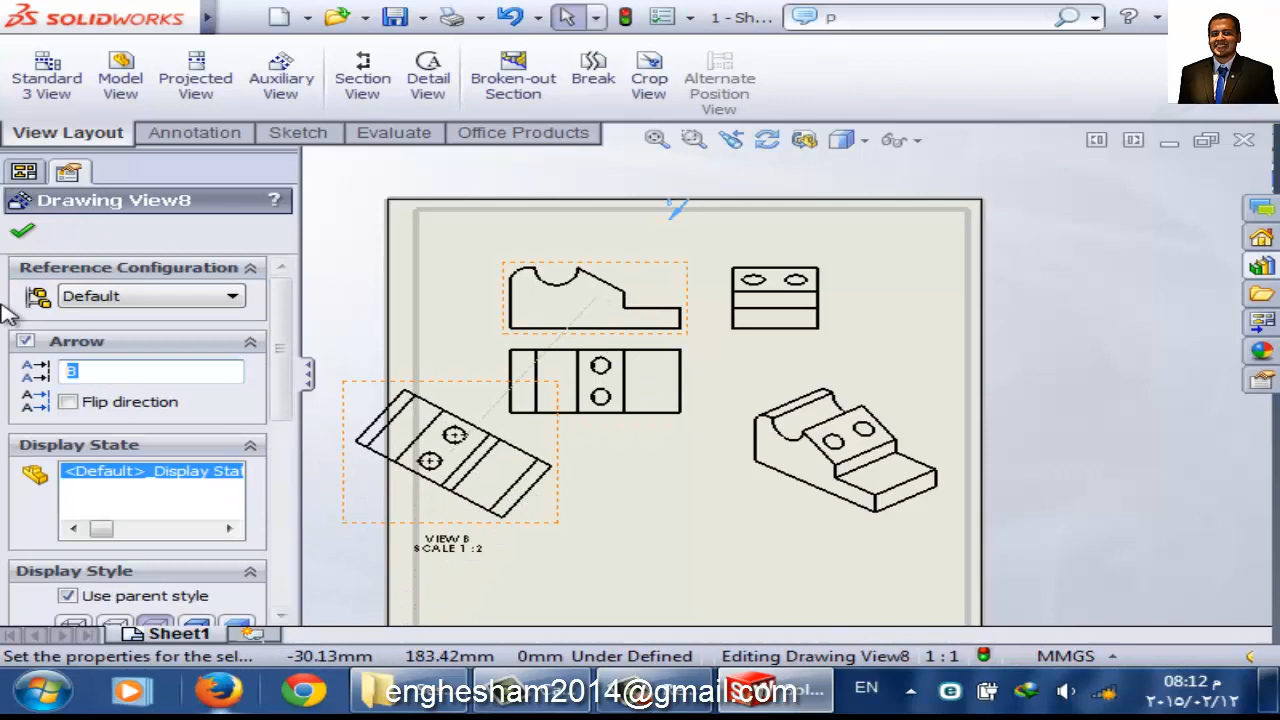 SOLIDWORKS
1 - Sh...
p
Standard 3 View
Model View
Projected View
Auxiliary View
Section View
Detail View
Broken-out Section
Break
Crop View
Alternate Position View
View Layout
Annotation
Sketch
Evaluate
Office Products
Drawing View8
?
Reference Configuration
Default
Arrow
B
Flip direction
Display State
<Default>_Display Stat
Display Style
Use parent style
VIEW B
SCALE 1 : 2
Sheet1
Set the properties for the sel...
-30.13mm
183.42mm
0mm Under Defined
Editing Drawing View8
1 : 1
MMGS
enghesham2014@gmail.com
EN
08:12 م
٢٠١٥/٠٢/١٢